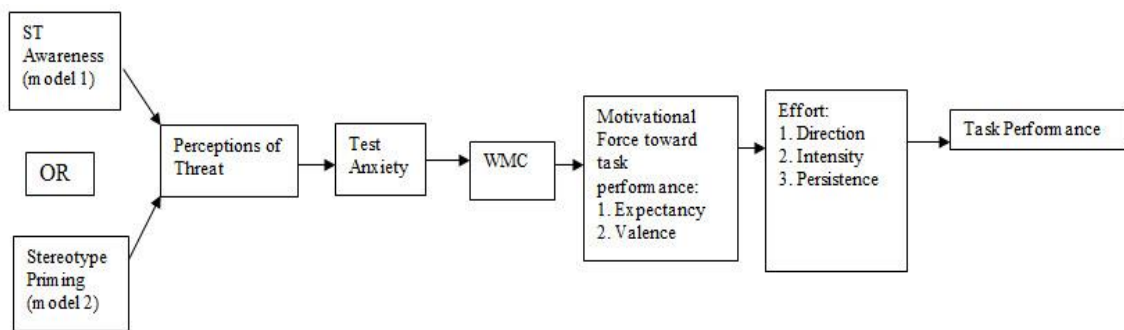 ST
Awareness
(model 1)
OR
Stereotype
Priming
(model 2)
Perceptions of
Threat
Test
Anxiety
WMC
Motivational
Force toward
task
performance:
1. Expectancy
2. Valence
Effort:
1. Direction
2. Intensity
3. Persistence
Task Performance